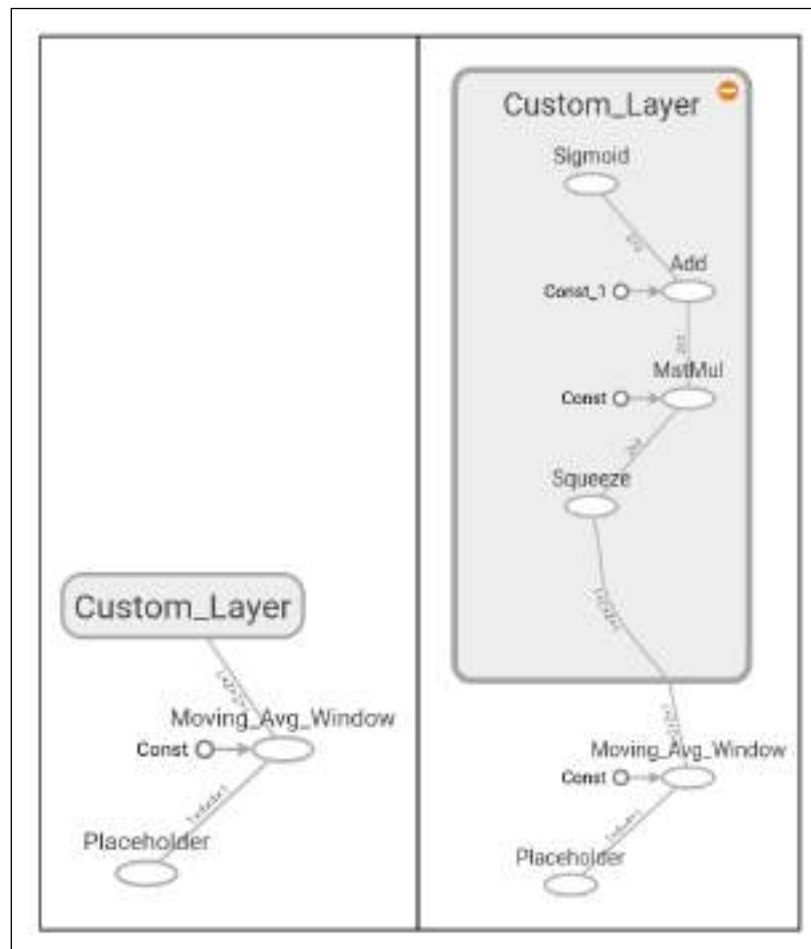 Custom_Layer
Moving_Avg_Window
Const
Placeholder
Custom_Layer
Sigmoid
Add
Const_1
MatMul
Const
Squeeze
Moving_Avg_Window
Const
Placeholder